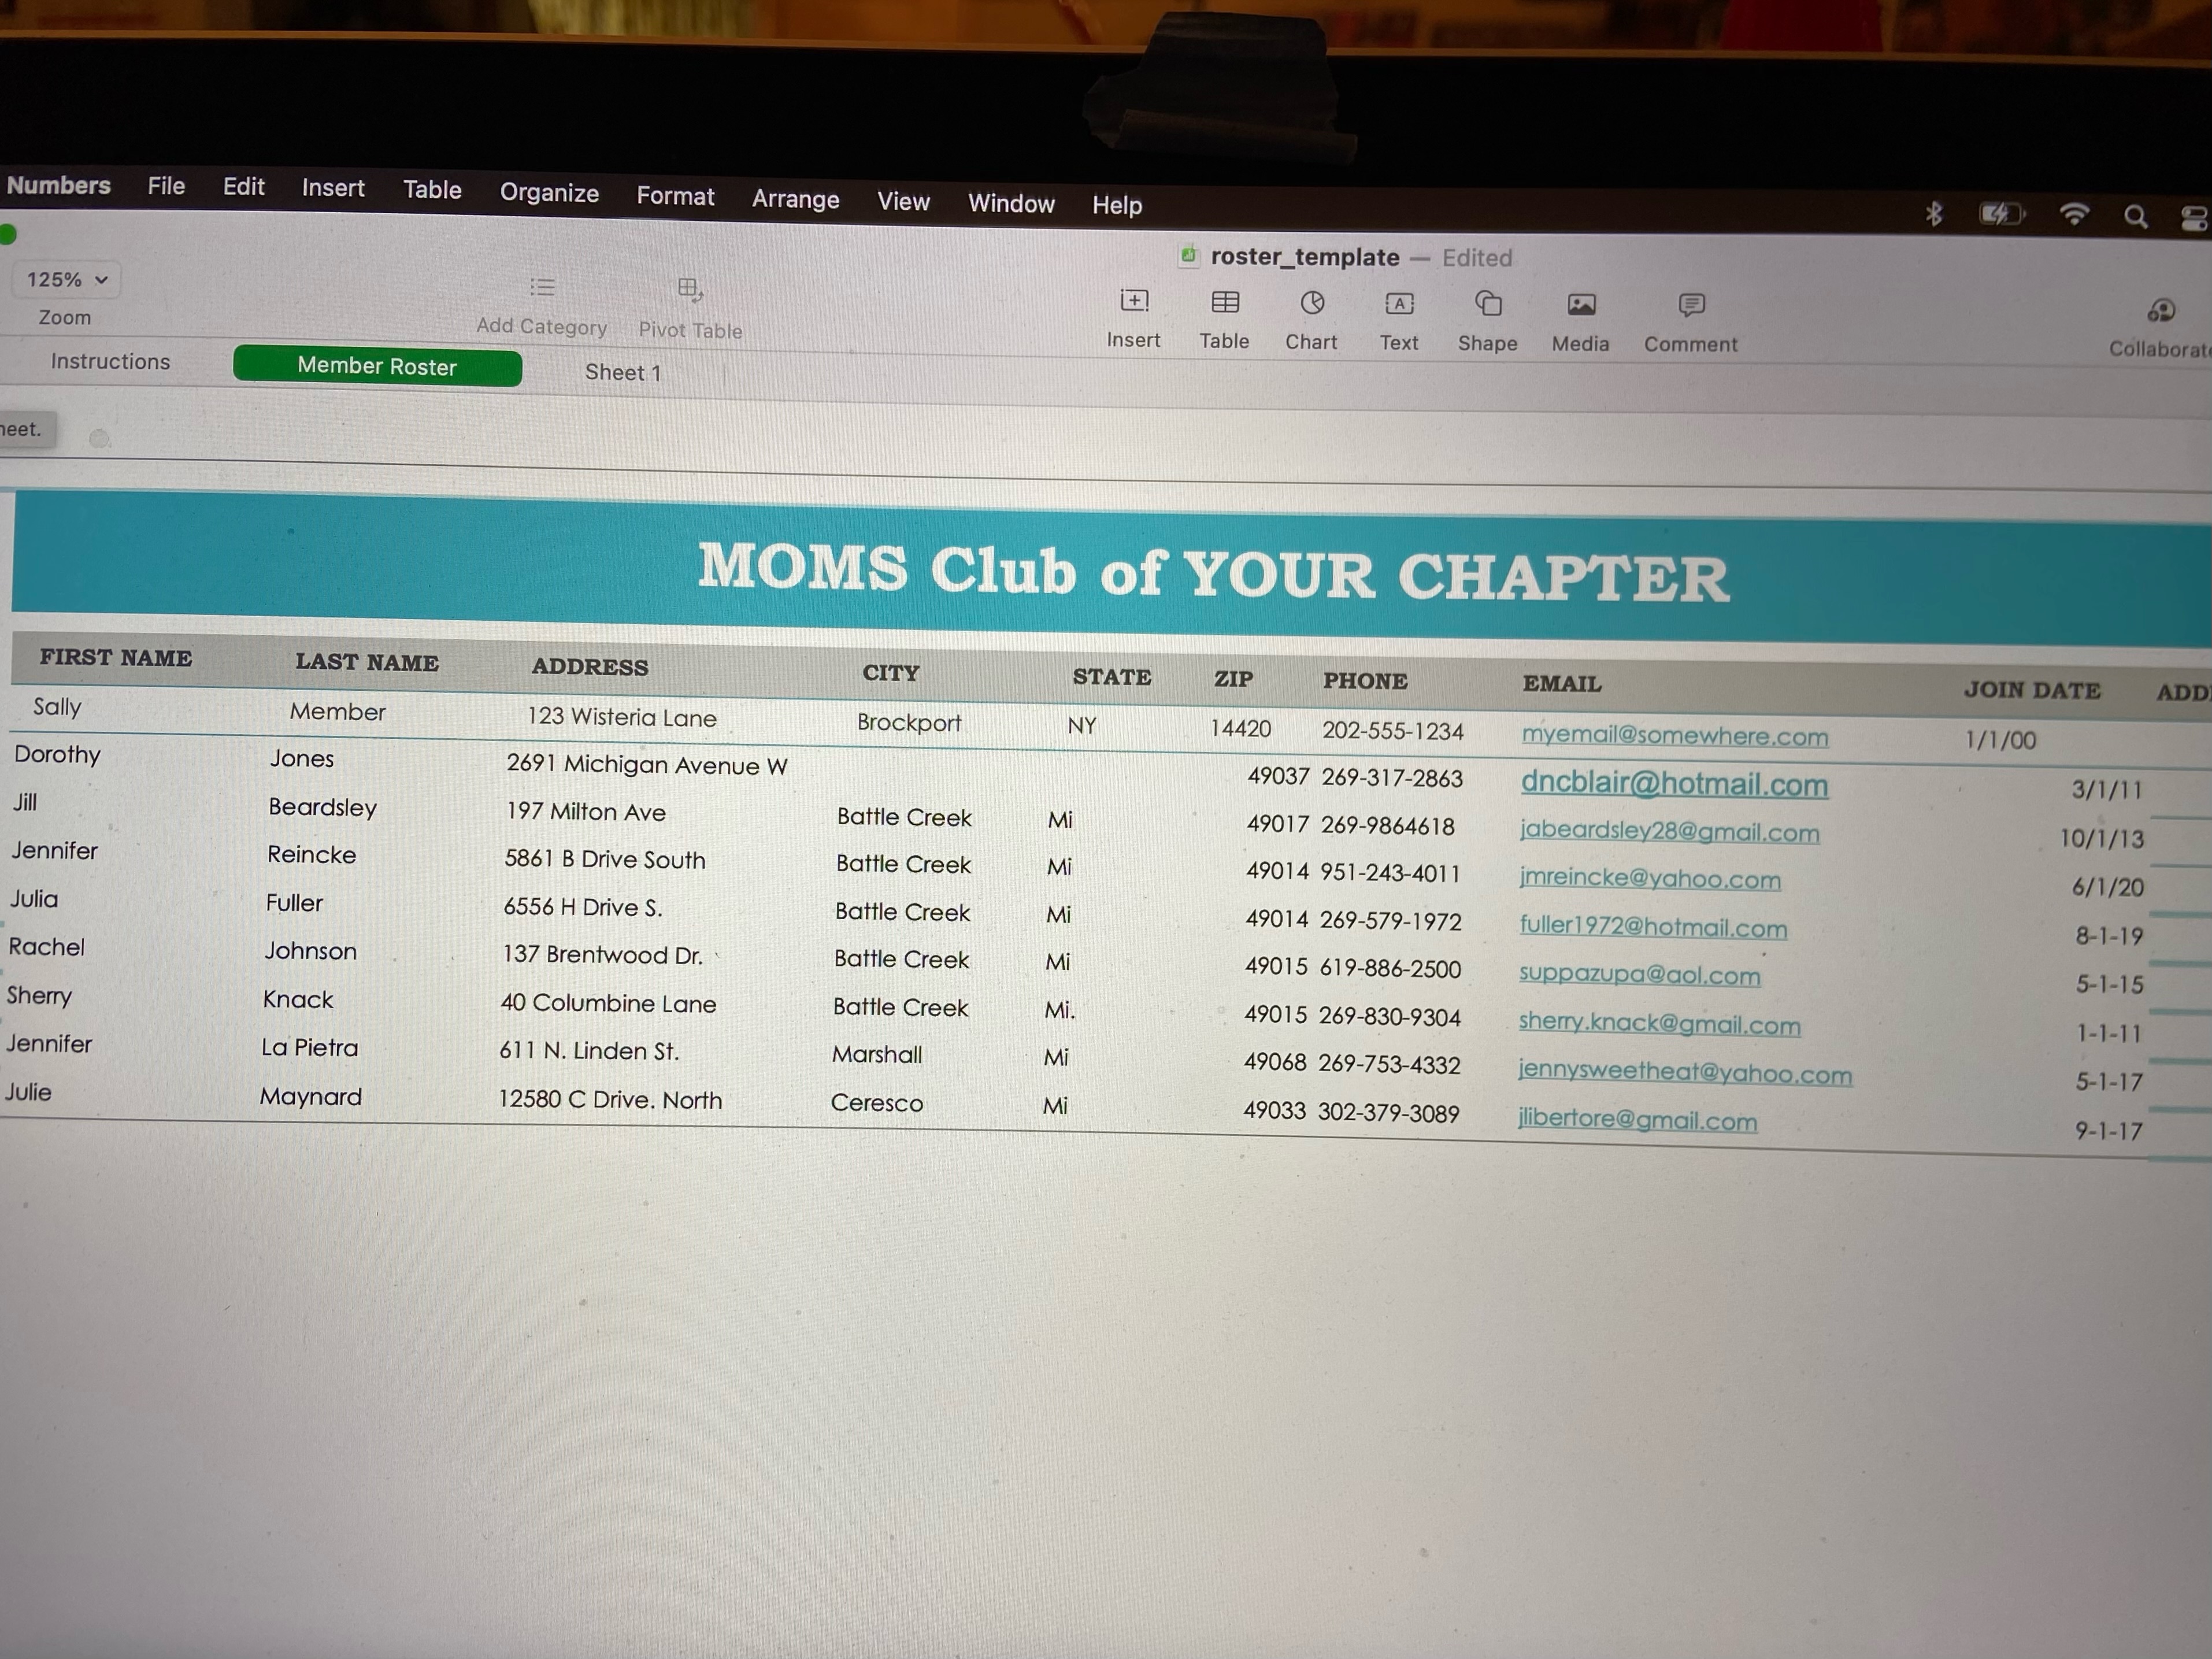 Numbers File Edit Insert Table Organize Format Arrange View Window Help
roster_template — Edited
125%
Zoom Add Category Pivot Table Insert Table Chart Text Shape Media Comment
Instructions Member Roster Sheet 1
MOMS Club of YOUR CHAPTER
FIRST NAME LAST NAME ADDRESS CITY STATE ZIP PHONE EMAIL JOIN DATE
Sally Member 123 Wisteria Lane Brockport NY 14420 202-555-1234 myemail@somewhere.com 1/1/00
Dorothy Jones 2691 Michigan Avenue W 49037 269-317-2863 dncblair@hotmail.com 3/1/11
Jill Beardsley 197 Milton Ave Battle Creek Mi 49017 269-9864618 jabeardsley28@gmail.com 10/1/13
Jennifer Reincke 5861 B Drive South Battle Creek Mi 49014 951-243-4011 jmreincke@yahoo.com 6/1/20
Julia Fuller 6556 H Drive S. Battle Creek Mi 49014 269-579-1972 fuller1972@hotmail.com 8-1-19
Rachel Johnson 137 Brentwood Dr. Battle Creek Mi 49015 619-886-2500 suppazupa@aol.com 5-1-15
Sherry Knack 40 Columbine Lane Battle Creek Mi. 49015 269-830-9304 sherry.knack@gmail.com 1-1-11
Jennifer La Pietra 611 N. Linden St. Marshall Mi 49068 269-753-4332 jennysweetheat@yahoo.com 5-1-17
Julie Maynard 12580 C Drive. North Ceresco Mi 49033 302-379-3089 jlibertore@gmail.com 9-1-17